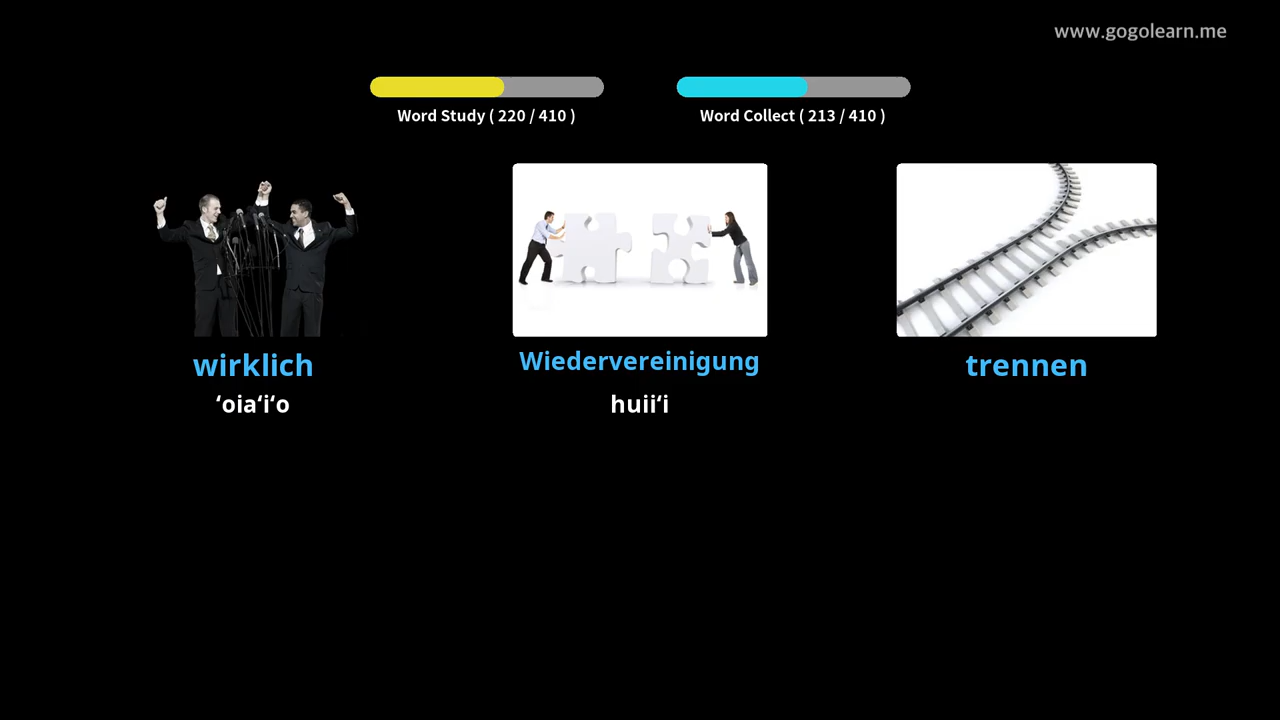 www.gogolearn.me
Word Study ( 220 / 410 )
Word Collect ( 213 / 410 )
wirklich
ʻoiaʻiʻo
Wiedervereinigung
huiiʻi
trennen